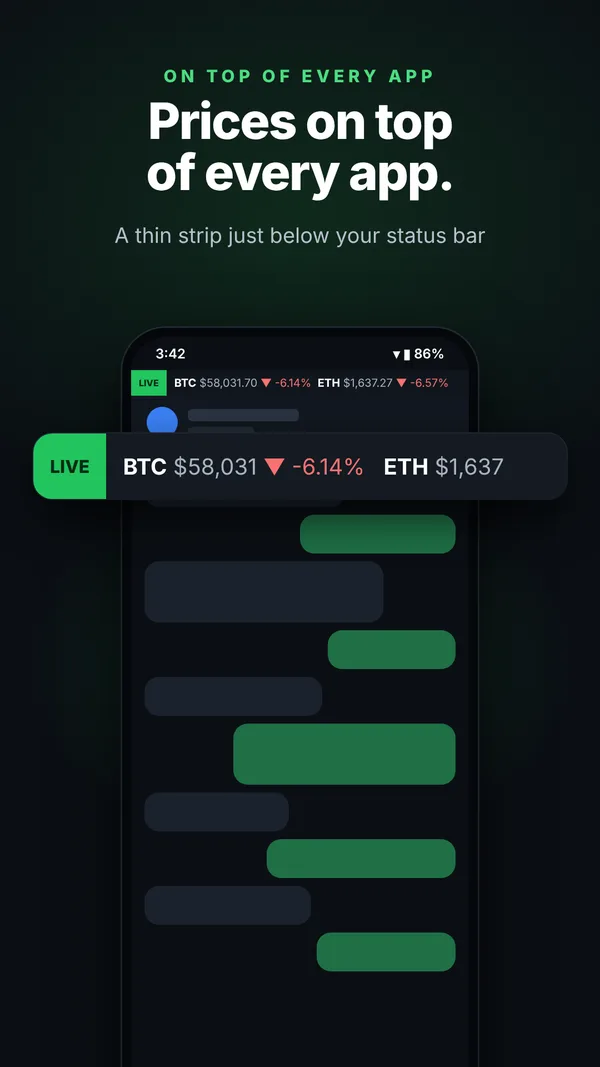 ON TOP OF EVERY APP
Prices on top
of every app.
A thin strip just below your status bar
3:42 86%
LIVE BTC $58,031.70 ▼ -6.14% ETH $1,637.27 ▼ -6.57%
LIVE BTC $58,031 ▼ -6.14% ETH $1,637